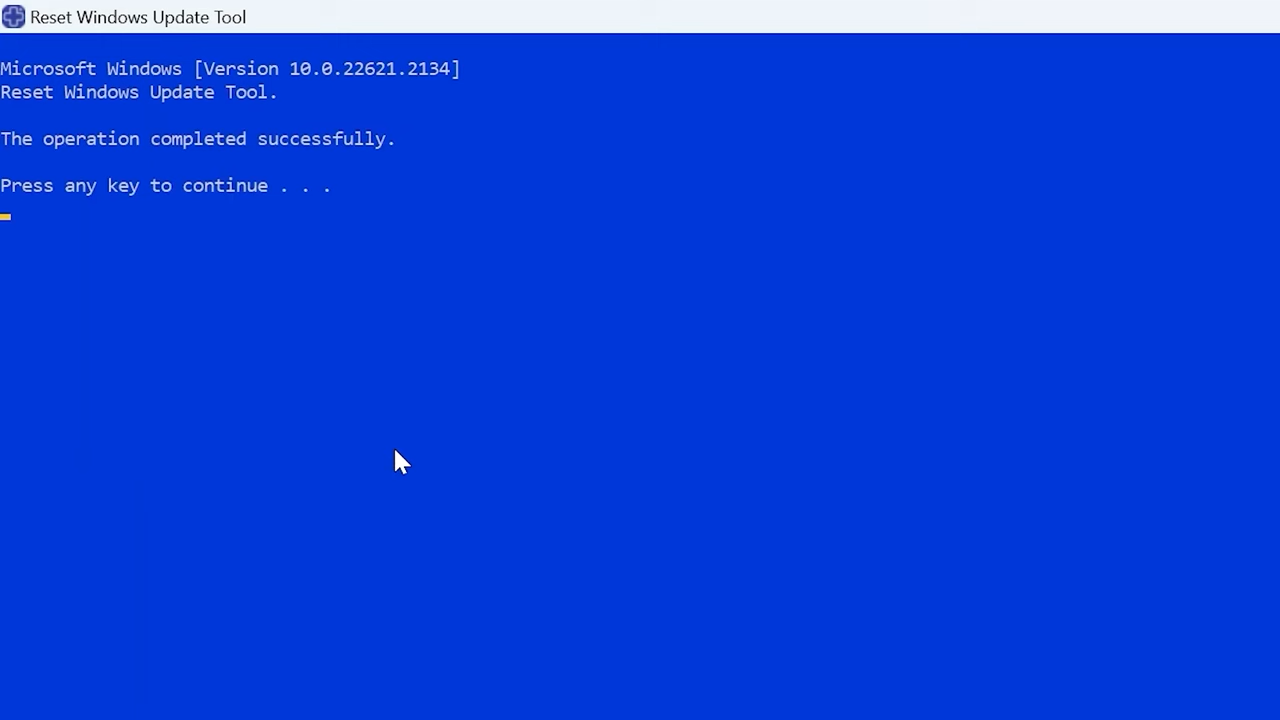 Reset Windows Update Tool
Microsoft Windows [Version 10.0.22621.2134]
Reset Windows Update Tool.
The operation completed successfully.
Press any key to continue . . .